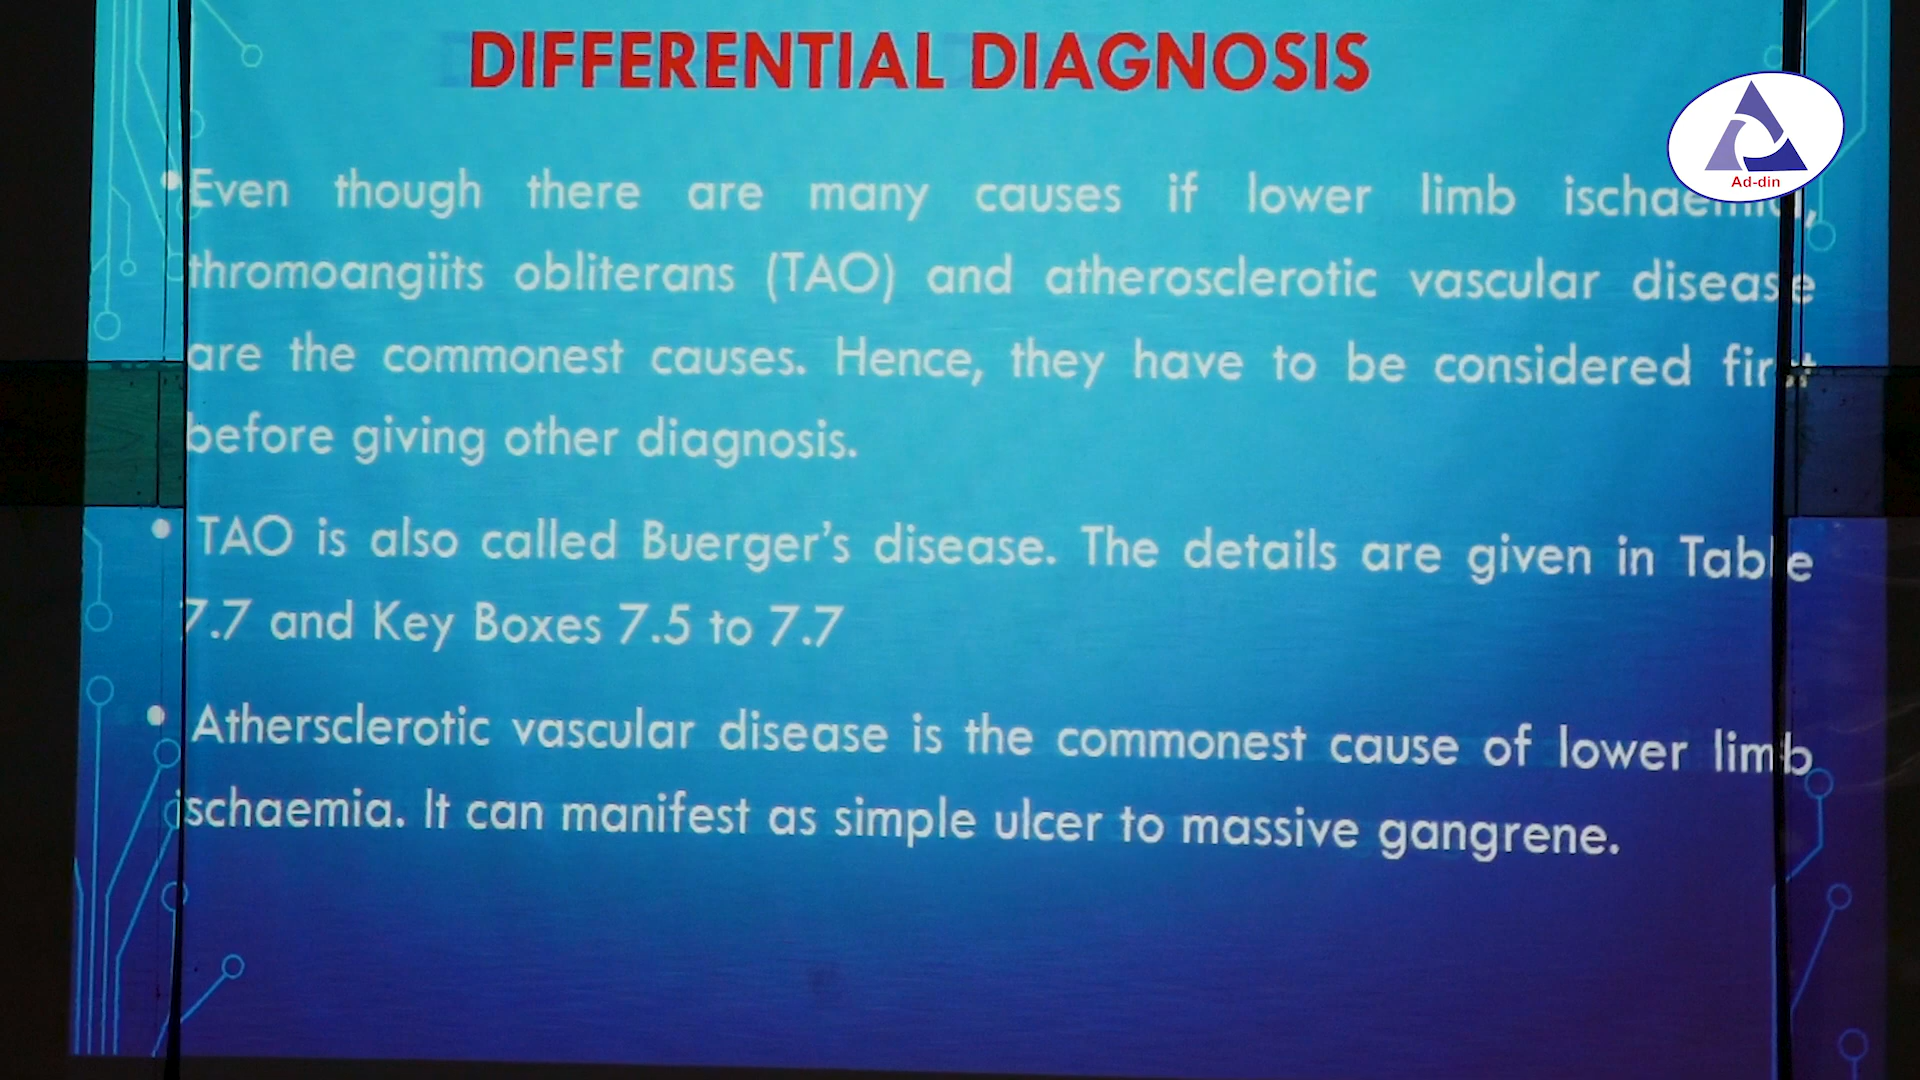 DIFFERENTIAL DIAGNOSIS
Ad-din
• Even though there are many causes if lower limb ischaemia,
thromoangiits obliterans (TAO) and atherosclerotic vascular disease
are the commonest causes. Hence, they have to be considered first
before giving other diagnosis.
• TAO is also called Buerger's disease. The details are given in Table
7.7 and Key Boxes 7.5 to 7.7
• Athersclerotic vascular disease is the commonest cause of lower limb
ischaemia. It can manifest as simple ulcer to massive gangrene.